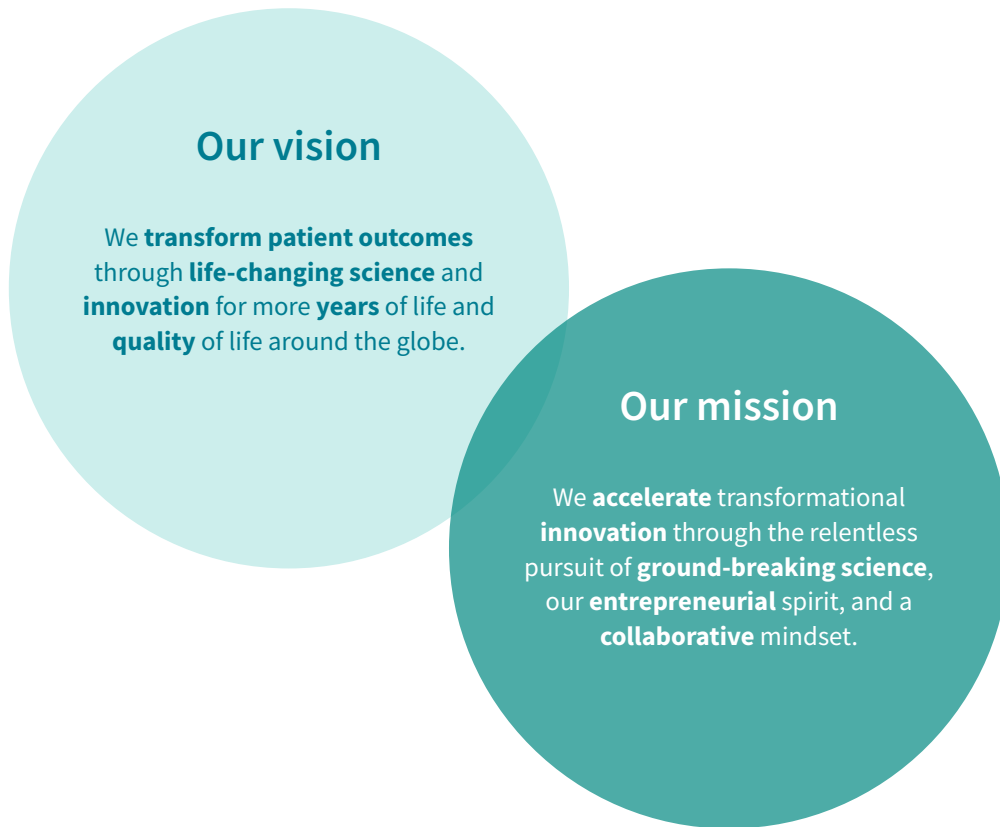 Our vision
We transform patient outcomes
through life-changing science and
innovation for more years of life and
quality of life around the globe.
Our mission
We accelerate transformational
innovation through the relentless
pursuit of ground-breaking science,
our entrepreneurial spirit, and a
collaborative mindset.